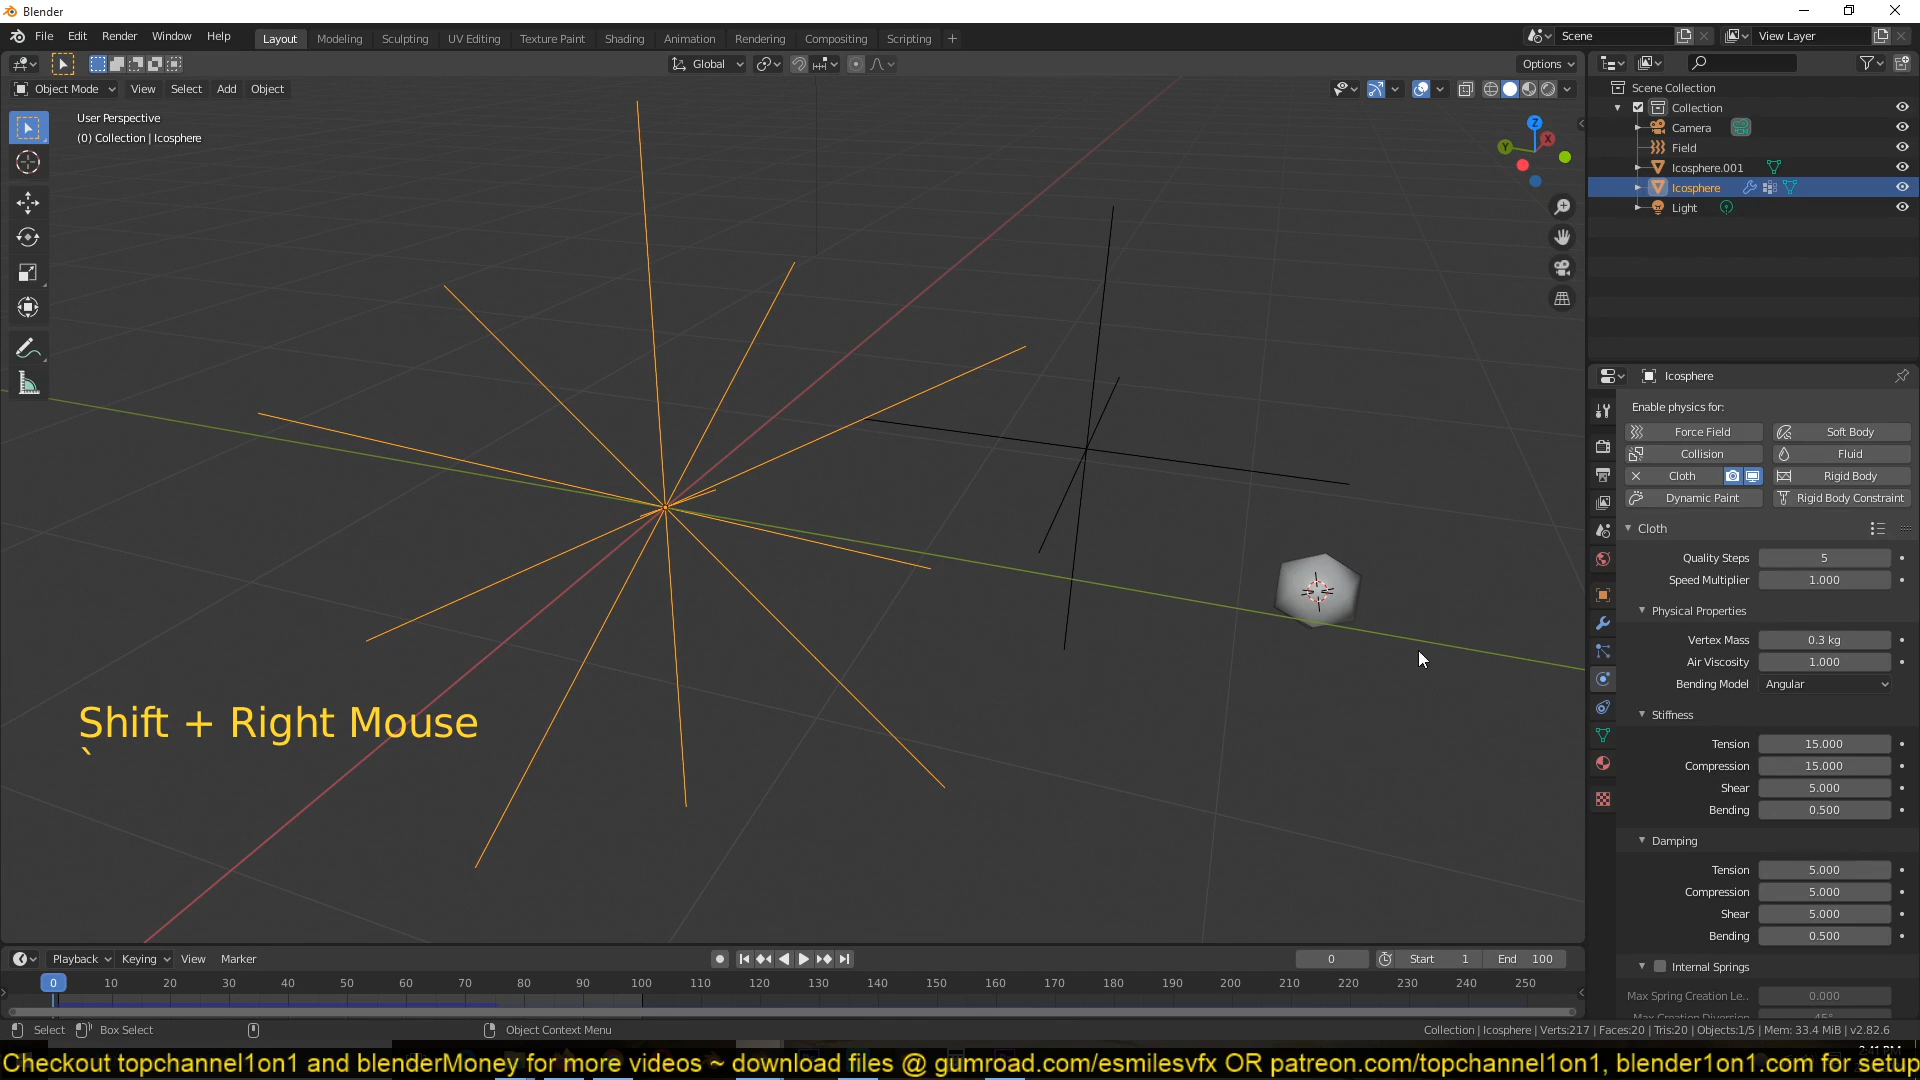 Blender
File Edit Render Window Help
Layout Modeling Sculpting UV Editing Texture Paint Shading Animation Rendering Compositing Scripting +
Scene
View Layer
Global
Options
Object Mode View Select Add Object
User Perspective
(0) Collection | Icosphere
Z
X
Y
Shift + Right Mouse
`
Scene Collection
Collection
Camera
Field
Icosphere.001
Icosphere
Light
Icosphere
Enable physics for:
Force Field Soft Body
Collision Fluid
Cloth Rigid Body
Dynamic Paint Rigid Body Constraint
Cloth
Quality Steps 5
Speed Multiplier 1.000
Physical Properties
Vertex Mass 0.3 kg
Air Viscosity 1.000
Bending Model Angular
Stiffness
Tension 15.000
Compression 15.000
Shear 5.000
Bending 0.500
Damping
Tension 5.000
Compression 5.000
Shear 5.000
Bending 0.500
Internal Springs
Max Spring Creation Le.. 0.000
Playback Keying View Marker
0 Start 1 End 100
0 10 20 30 40 50 60 70 80 90 100 110 120 130 140 150 160 170 180 190 200 210 220 230 240 250
Select Box Select Object Context Menu
Collection | Icosphere | Verts:217 | Faces:20 | Tris:20 | Objects:1/5 | Mem: 33.4 MiB | v2.82.6
Checkout topchannel1on1 and blenderMoney for more videos ~ download files @ gumroad.com/esmilesvfx OR patreon.com/topchannel1on1, blender1on1.com for setup